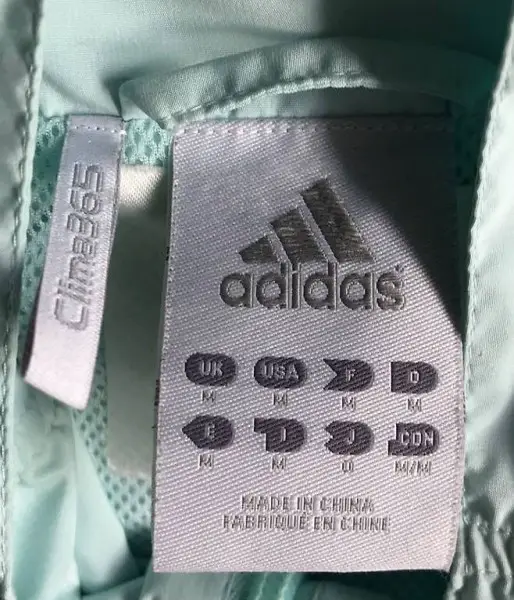 Clima365
adidas
UK USA F D
M M M M
E I J CDN
M M O M/M
MADE IN CHINA
FABRIQUÉ EN CHINE